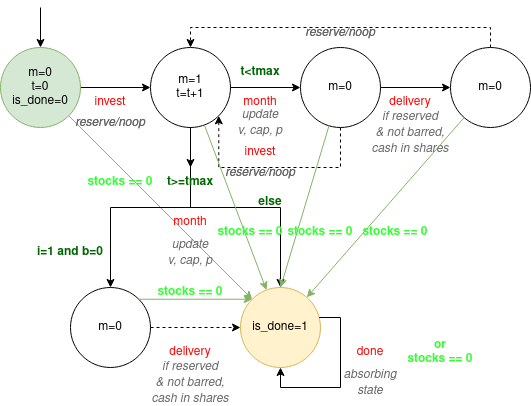 reserve/noop
m=0
t=0
is_done=0
m=1
t=t+1
t<tmax
m=0
m=0
invest
reserve/noop
month
update
v, cap, p
delivery
if reserved
& not barred,
cash in shares
invest
reserve/noop
stocks == 0
t>=tmax
else
month
update
v, cap, p
stocks == 0
stocks == 0
stocks == 0
i=1 and b=0
stocks == 0
m=0
is_done=1
delivery
if reserved
& not barred,
cash in shares
done
absorbing
state
or
stocks == 0